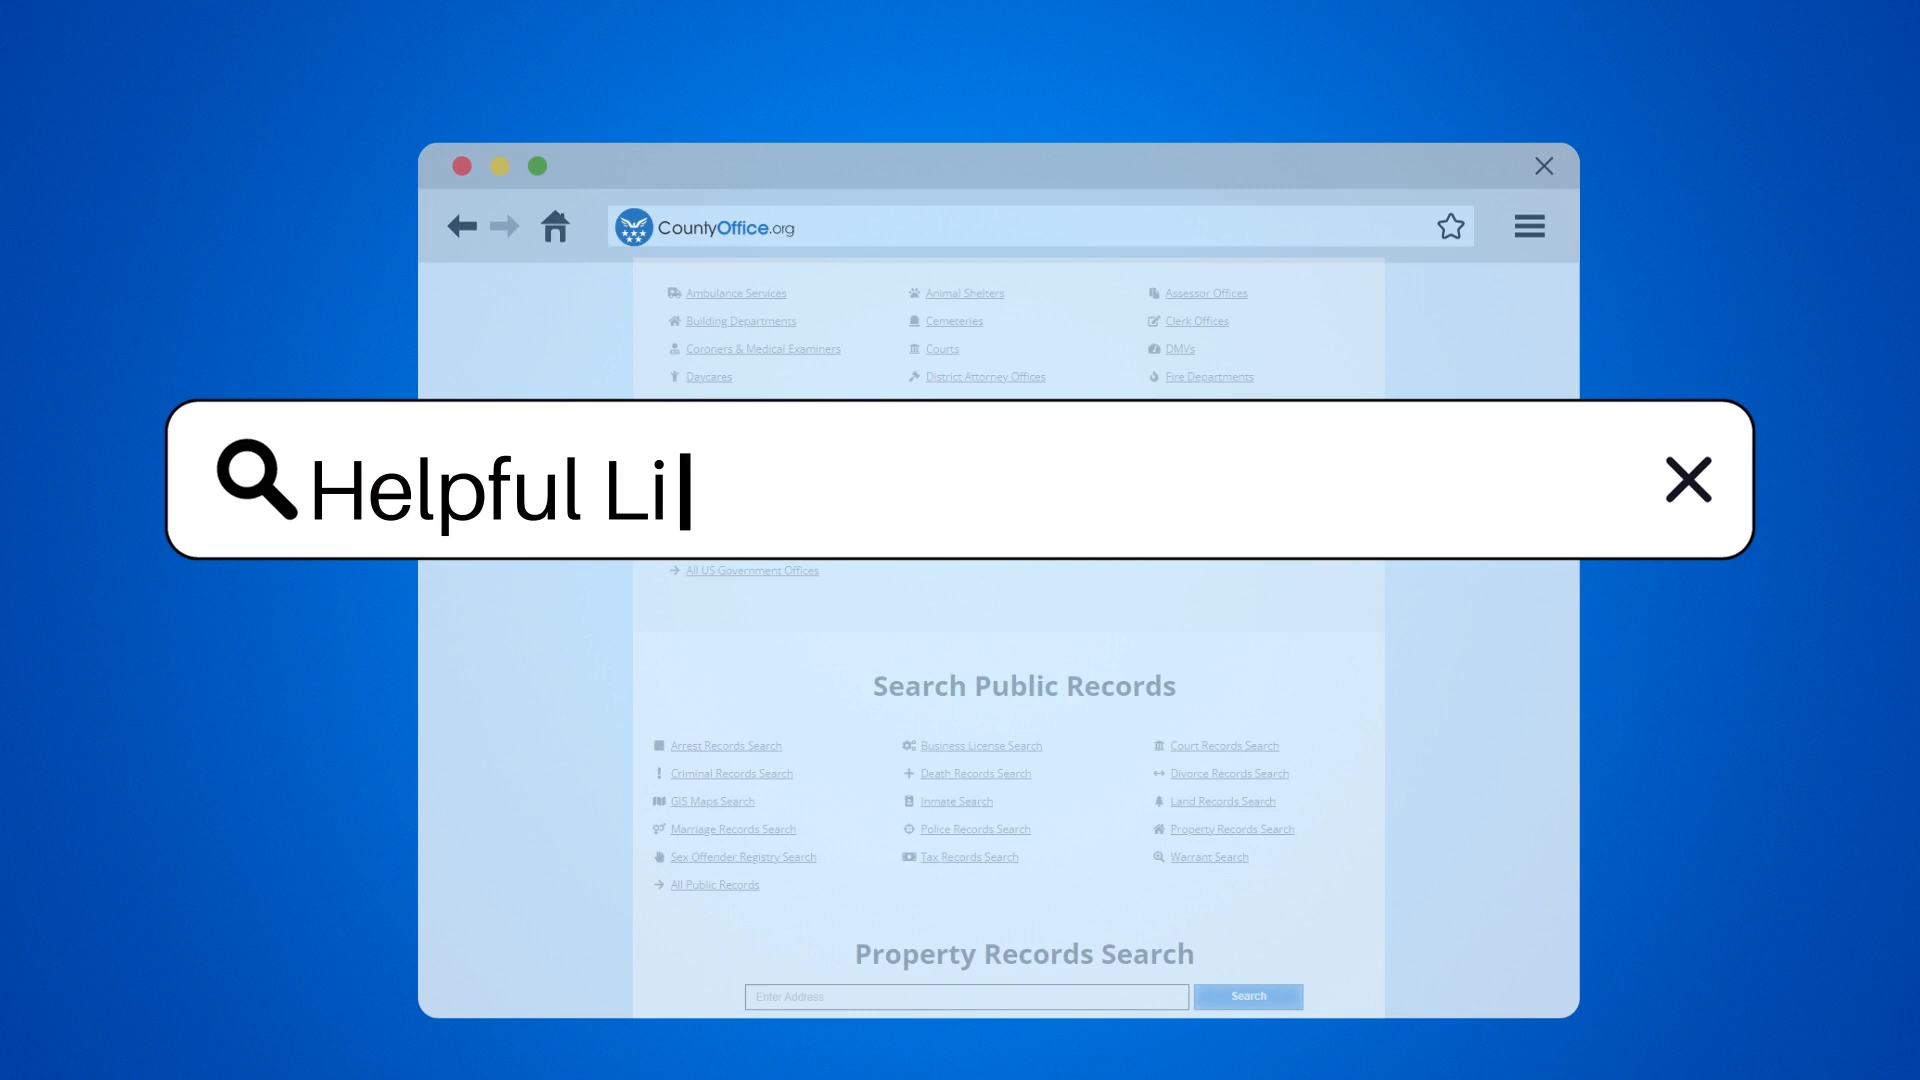 CountyOffice.org
Ambulance Services Animal Shelters Assessor Offices
Building Departments Cemeteries Clerk Offices
Coroners & Medical Examiners Courts DMVs
Daycares District Attorney Offices Fire Departments
Helpful Li
All US Government Offices
Search Public Records
Arrest Records Search Business License Search Court Records Search
Criminal Records Search Death Records Search Divorce Records Search
GIS Maps Search Inmate Search Land Records Search
Marriage Records Search Police Records Search Property Records Search
Sex Offender Registry Search Tax Records Search Warrant Search
All Public Records
Property Records Search
Enter Address Search